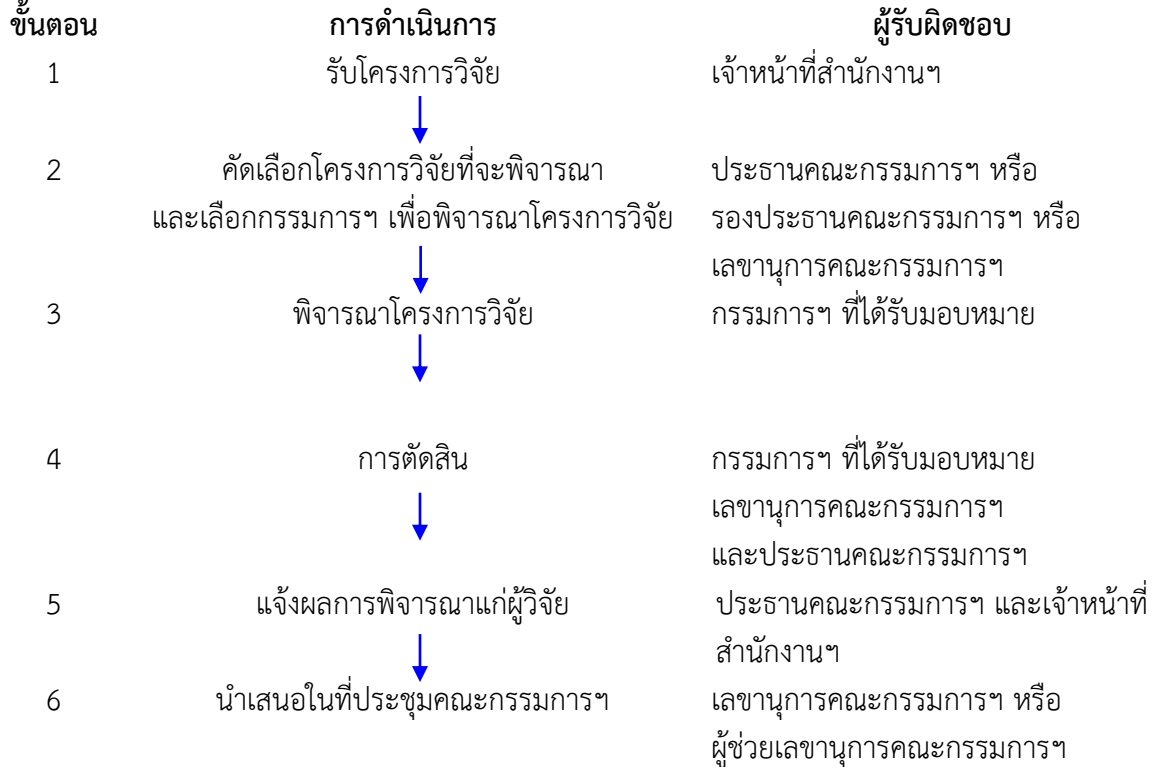 ขั้นตอน การดำเนินการ ผู้รับผิดชอบ
1 รับโครงการวิจัย เจ้าหน้าที่สำนักงานฯ
2 คัดเลือกโครงการวิจัยที่จะพิจารณา ประธานคณะกรรมการฯ หรือ
และเลือกกรรมการฯ เพื่อพิจารณาโครงการวิจัย รองประธานคณะกรรมการฯ หรือ
เลขานุการคณะกรรมการฯ
3 พิจารณาโครงการวิจัย กรรมการฯ ที่ได้รับมอบหมาย
4 การตัดสิน กรรมการฯ ที่ได้รับมอบหมาย
เลขานุการคณะกรรมการฯ
และประธานคณะกรรมการฯ
5 แจ้งผลการพิจารณาแก่ผู้วิจัย ประธานคณะกรรมการฯ และเจ้าหน้าที่
สำนักงานฯ
6 นำเสนอในที่ประชุมคณะกรรมการฯ เลขานุการคณะกรรมการฯ หรือ
ผู้ช่วยเลขานุการคณะกรรมการฯ